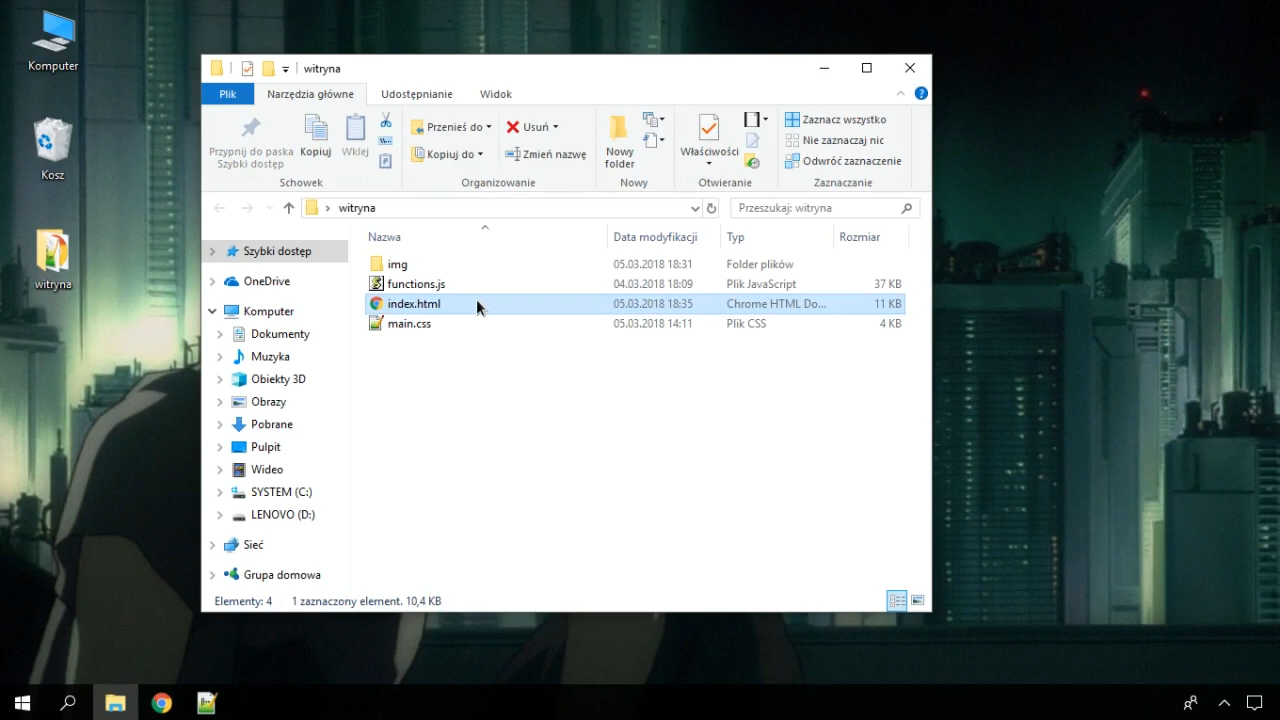 Komputer
Kosz
witryna
witryna
Plik Narzędzia główne Udostępnianie Widok
Przypnij do paska Szybki dostęp
Kopiuj
Wklej
Schowek
Przenieś do
Kopiuj do
Usuń
Zmień nazwę
Organizowanie
Nowy folder
Nowy
Właściwości
Otwieranie
Zaznacz wszystko
Nie zaznaczaj nic
Odwróć zaznaczenie
Zaznaczanie
witryna
Przeszukaj: witryna
Szybki dostęp
OneDrive
Komputer
Dokumenty
Muzyka
Obiekty 3D
Obrazy
Pobrane
Pulpit
Wideo
SYSTEM (C:)
LENOVO (D:)
Sieć
Grupa domowa
Nazwa Data modyfikacji Typ Rozmiar
img 05.03.2018 18:31 Folder plików
functions.js 04.03.2018 18:09 Plik JavaScript 37 KB
index.html 05.03.2018 18:35 Chrome HTML Do... 11 KB
main.css 05.03.2018 14:11 Plik CSS 4 KB
Elementy: 4 1 zaznaczony element. 10,4 KB